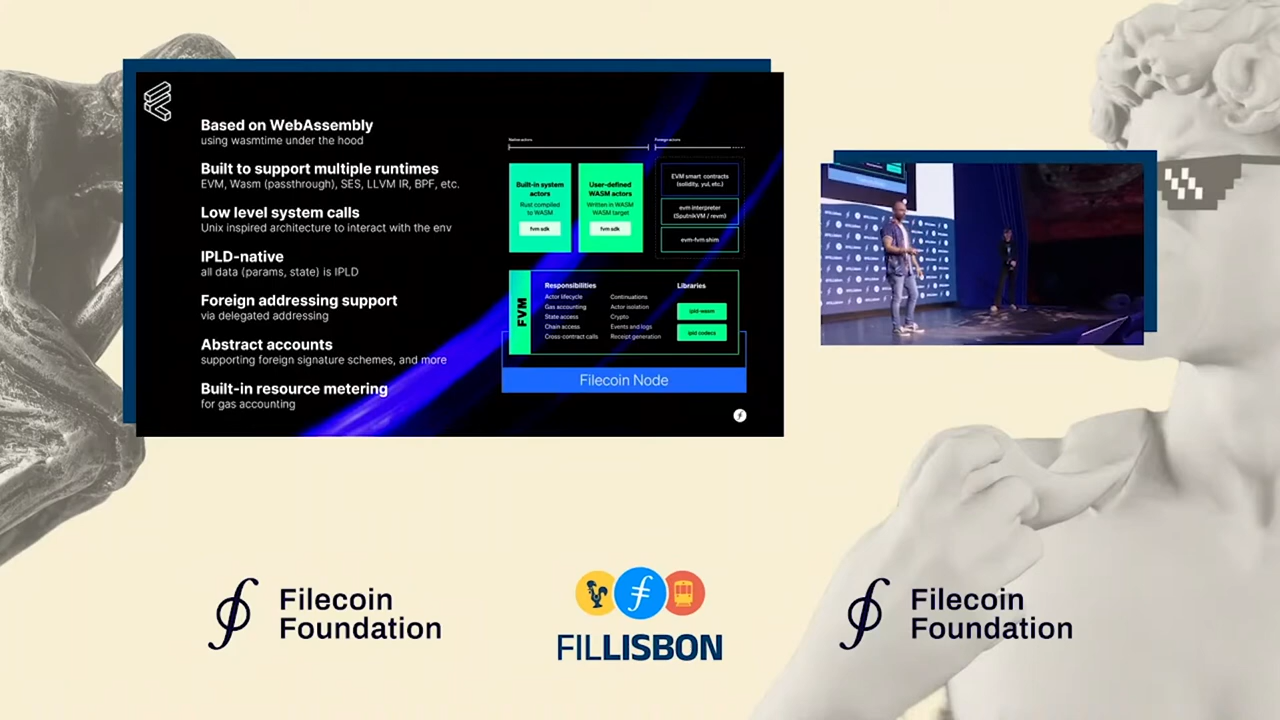 Based on WebAssembly
using wasmtime under the hood
Built to support multiple runtimes
EVM, Wasm (passthrough), SES, LLVM IR, BPF, etc.
Low level system calls
Unix inspired architecture to interact with the env
IPLD-native
all data (params, state) is IPLD
Foreign addressing support
via delegated addressing
Abstract accounts
supporting foreign signature schemes, and more
Built-in resource metering
for gas accounting
Native actors
Foreign actors
Built-in system
actors
Rust compiled
to WASM
fvm sdk
User-defined
WASM actors
Written in WASM
WASM target
fvm sdk
EVM smart contracts
(solidity, yul, etc.)
evm interpreter
(SputnikVM / revm)
evm-fvm shim
FVM
Responsibilities
Actor lifecycle
Gas accounting
State access
Chain access
Cross-contract calls
Continuations
Actor isolation
Crypto
Events and logs
Receipt generation
Libraries
ipld-wasm
ipld codecs
Filecoin Node
Filecoin
Foundation
FILLISBON
Filecoin
Foundation